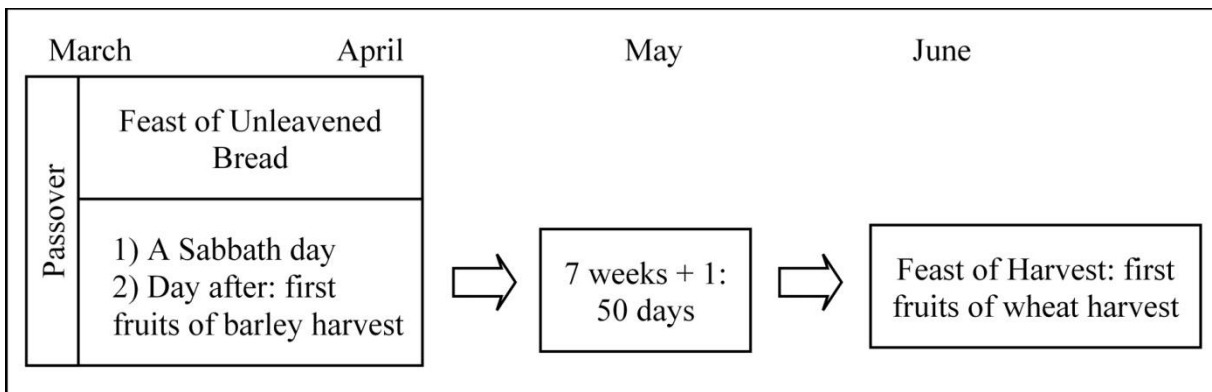 March
April
May
June
Passover
Feast of Unleavened
Bread
1) A Sabbath day
2) Day after: first
fruits of barley harvest
7 weeks + 1:
50 days
Feast of Harvest: first
fruits of wheat harvest